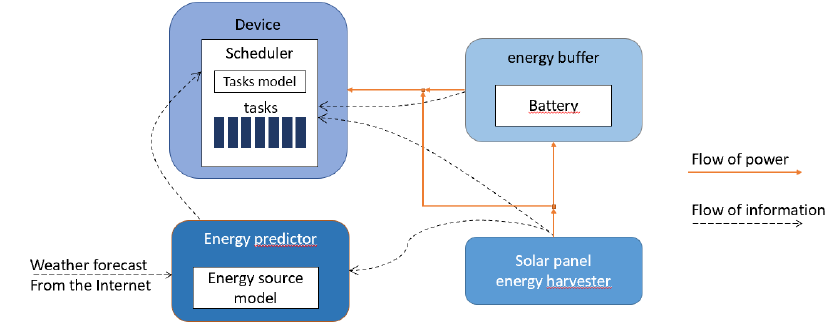 Device
Scheduler
Tasks model
tasks
energy buffer
Battery
Flow of power
Flow of information
Energy predictor
Energy source
model
Weather forecast
From the Internet
Solar panel
energy harvester